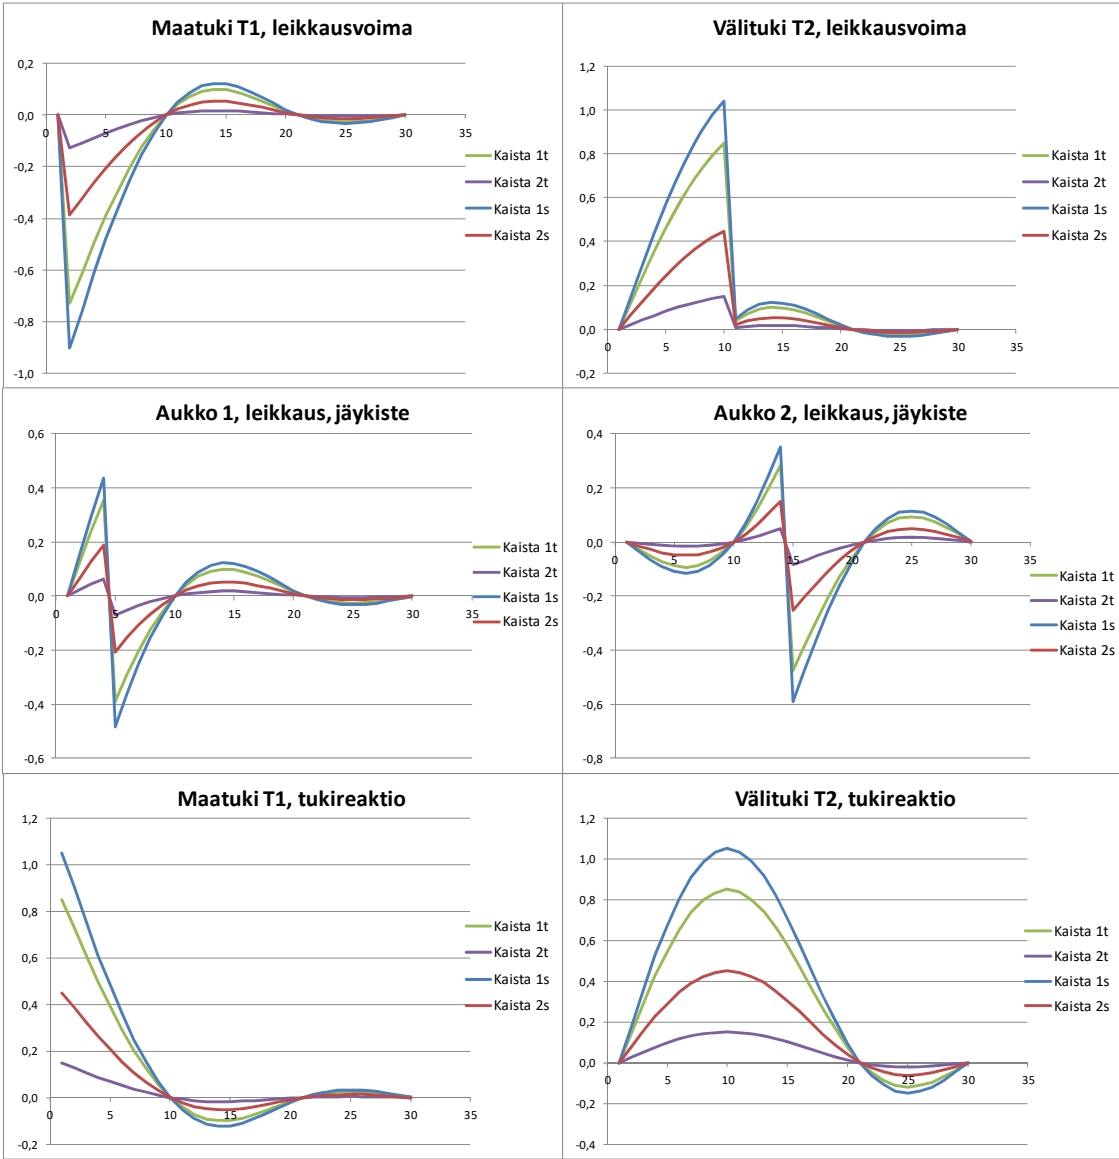 Maatuki T1, leikkausvoima
0,2
0,0
-0,2
-0,4
-0,6
-0,8
-1,0
0 5 10 15 20 25 30 35
Kaista 1t
Kaista 2t
Kaista 1s
Kaista 2s
Välituki T2, leikkausvoima
1,2
1,0
0,8
0,6
0,4
0,2
0,0
-0,2
0 5 10 15 20 25 30 35
Kaista 1t
Kaista 2t
Kaista 1s
Kaista 2s
Aukko 1, leikkaus, jäykiste
0,6
0,4
0,2
0,0
-0,2
-0,4
-0,6
0 5 10 15 20 25 30 35
Kaista 1t
Kaista 2t
Kaista 1s
Kaista 2s
Aukko 2, leikkaus, jäykiste
0,4
0,2
0,0
-0,2
-0,4
-0,6
-0,8
0 5 10 15 20 25 30 35
Kaista 1t
Kaista 2t
Kaista 1s
Kaista 2s
Maatuki T1, tukireaktio
1,2
1,0
0,8
0,6
0,4
0,2
0,0
-0,2
0 5 10 15 20 25 30 35
Kaista 1t
Kaista 2t
Kaista 1s
Kaista 2s
Välituki T2, tukireaktio
1,2
1,0
0,8
0,6
0,4
0,2
0,0
-0,2
-0,4
0 5 10 15 20 25 30 35
Kaista 1t
Kaista 2t
Kaista 1s
Kaista 2s